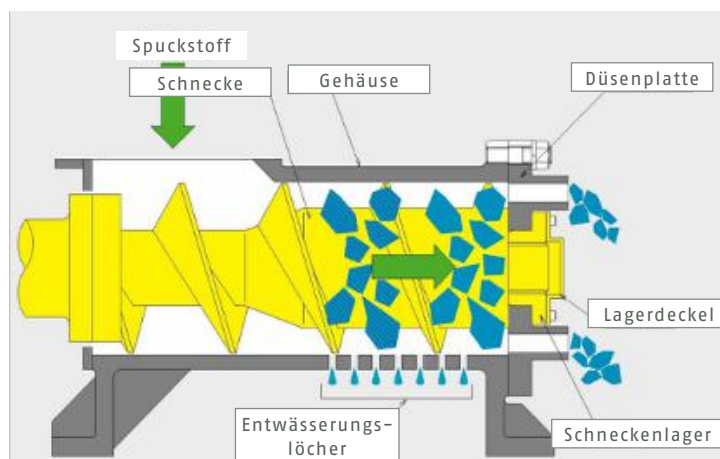 Spuckstoff
Schnecke
Gehäuse
Düsenplatte
Lagerdeckel
Entwässerungs-
löcher
Schneckenlager